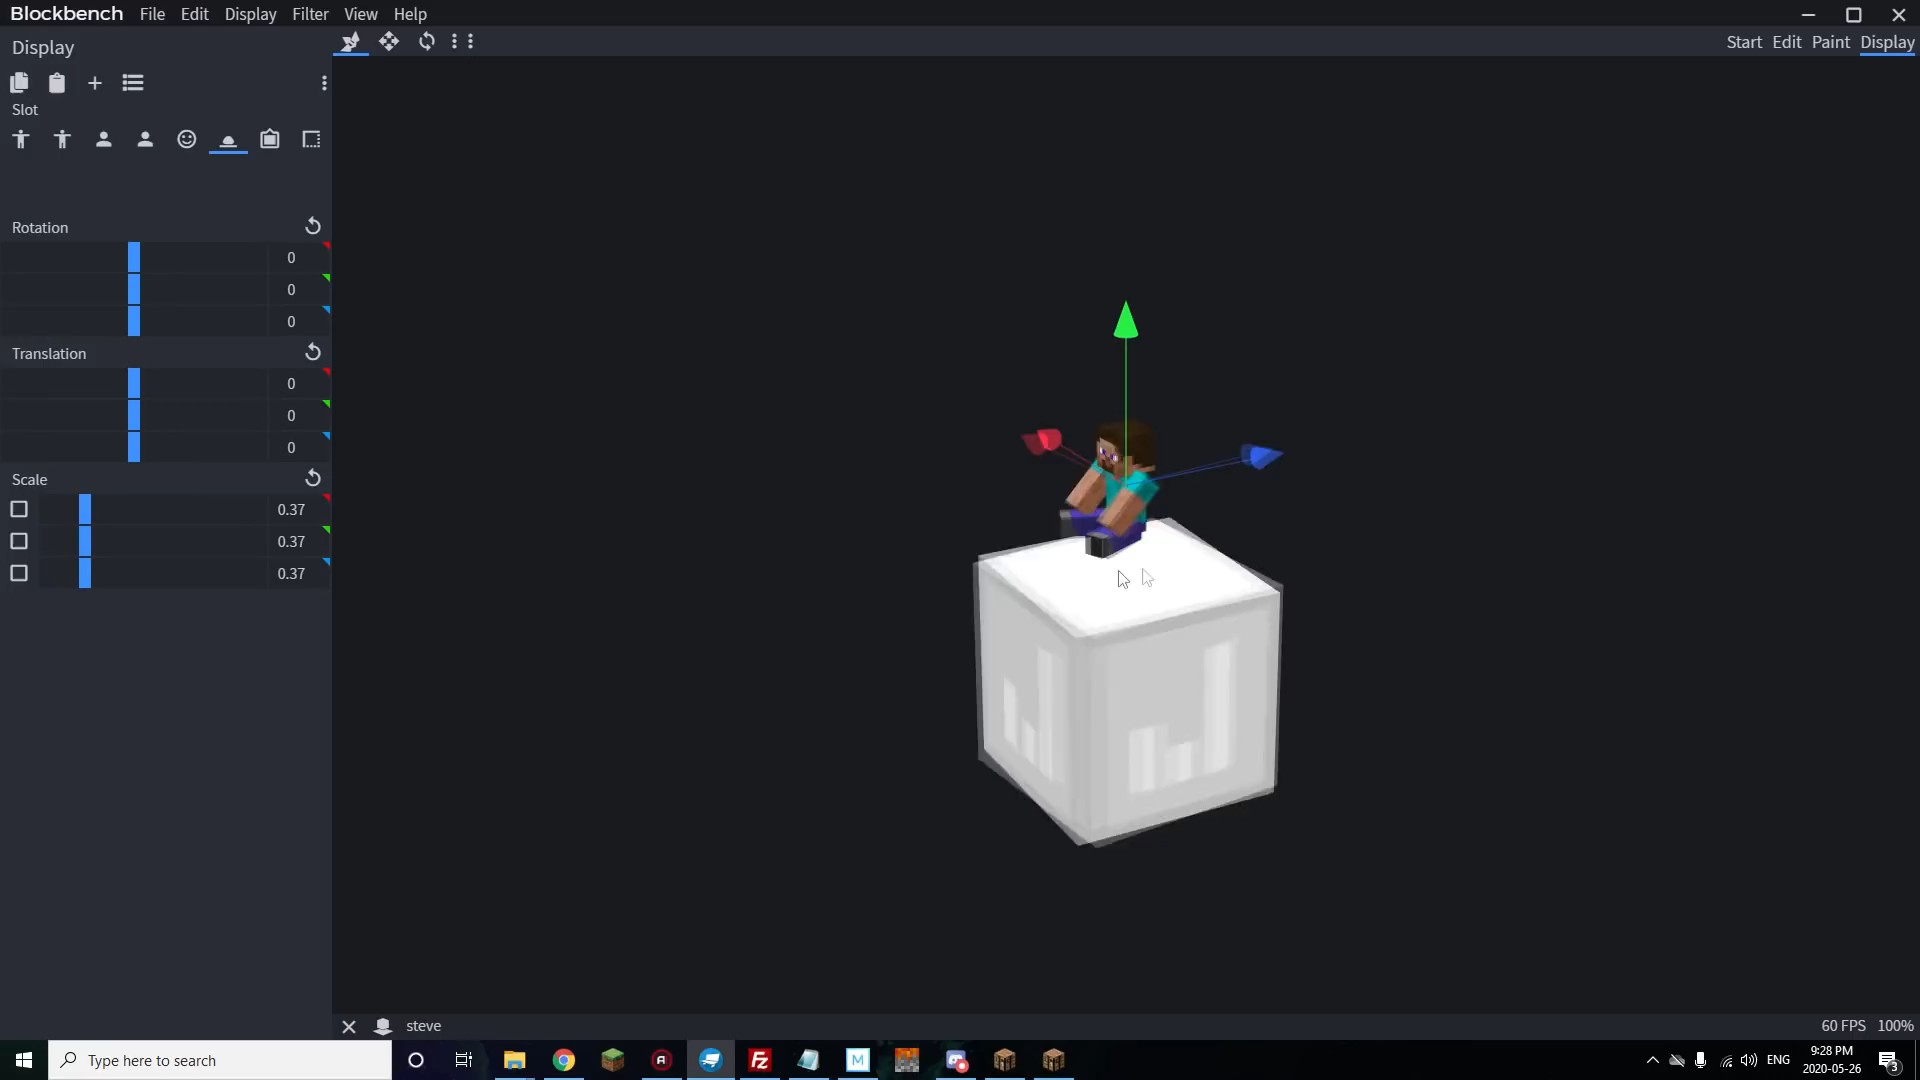 Blockbench File Edit Display Filter View Help
Display
Start Edit Paint Display
Slot
Rotation
0
0
0
Translation
0
0
0
Scale
0.37
0.37
0.37
steve
60 FPS 100%
Type here to search
A
Fz
M
ENG
9:28 PM
2020-05-26
3